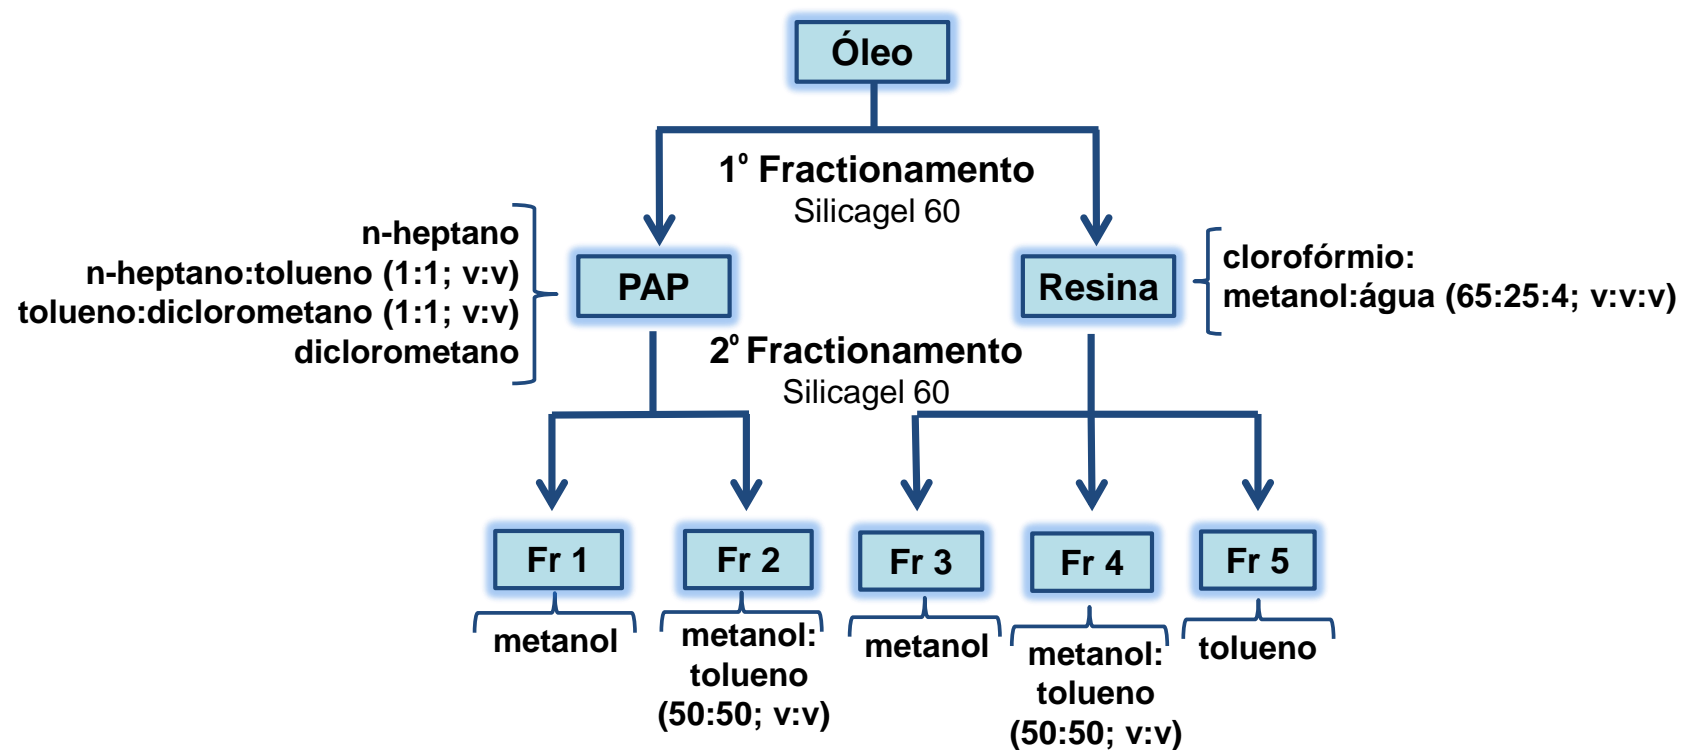 Óleo
1º Fractionamento
Silicagel 60
n-heptano
n-heptano:tolueno (1:1; v:v)
tolueno:diclorometano (1:1; v:v)
diclorometano
PAP
Resina
clorofórmio:
metanol:água (65:25:4; v:v:v)
2º Fractionamento
Silicagel 60
Fr 1
Fr 2
Fr 3
Fr 4
Fr 5
metanol
metanol:
tolueno
(50:50; v:v)
metanol
metanol:
tolueno
(50:50; v:v)
tolueno